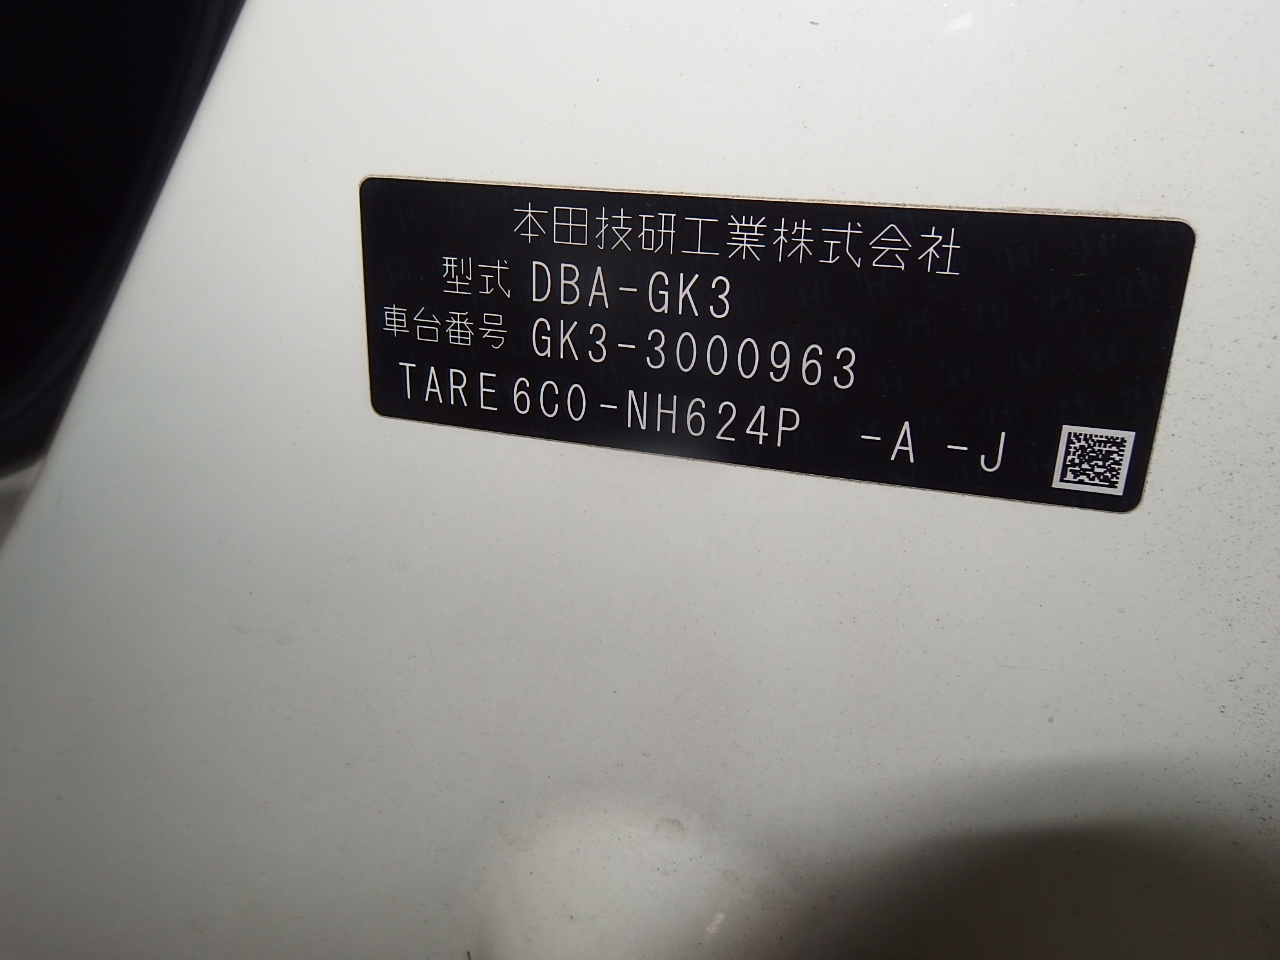 本田技研工業株式会社
型式 DBA-GK3
車台番号 GK3-3000963
TARE6C0-NH624P -A -J